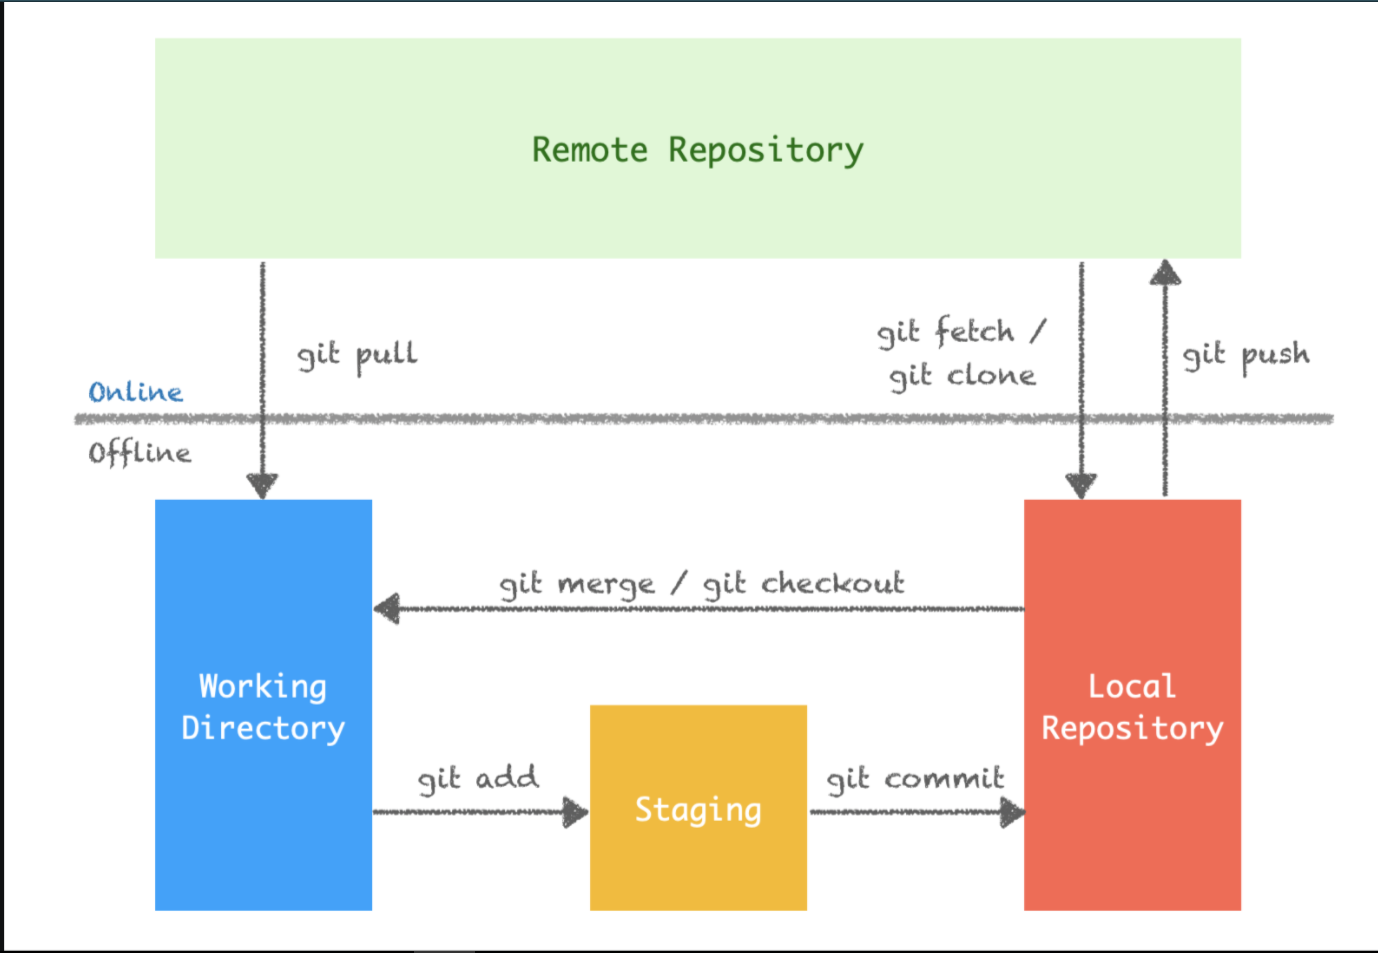 Remote Repository
git pull
git fetch /
git clone
git push
Online
Offline
git merge / git checkout
Working
Directory
Local
Repository
git add
Staging
git commit